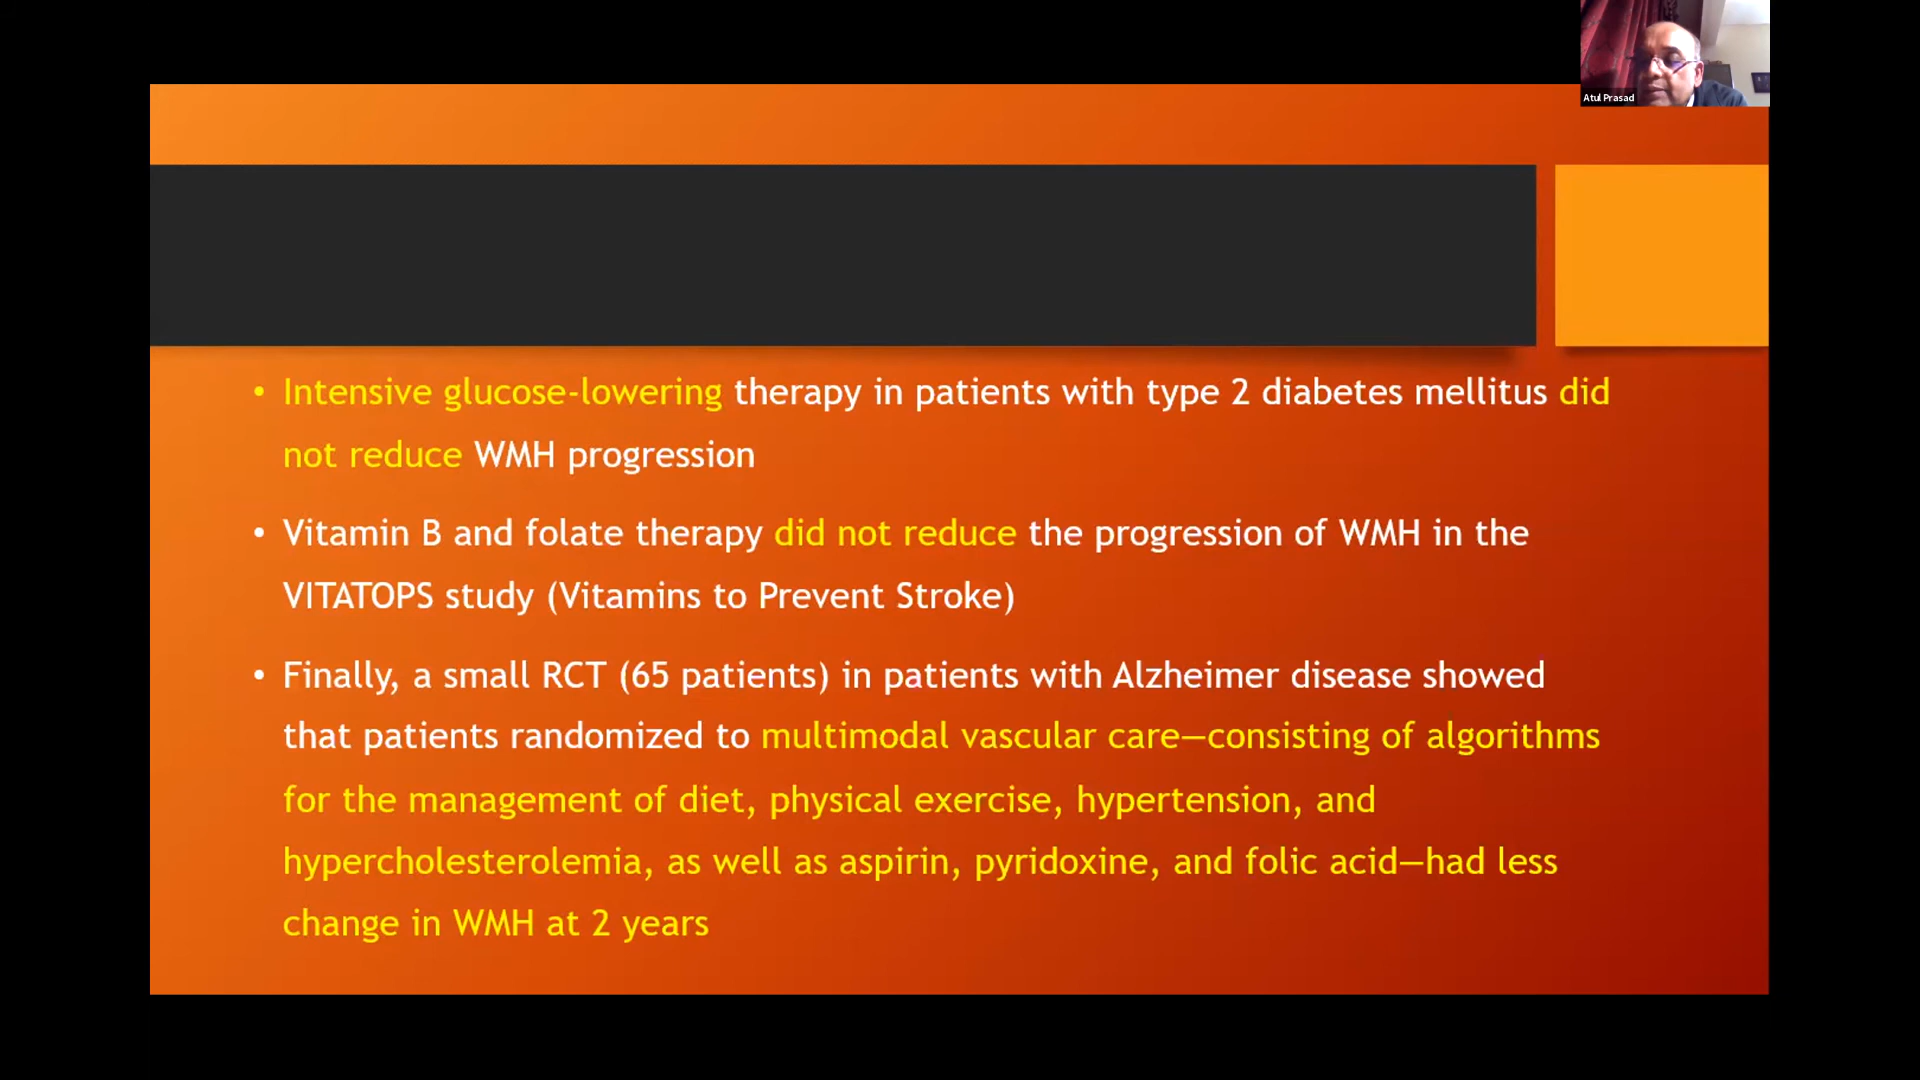 Atul Prasad
• Intensive glucose-lowering therapy in patients with type 2 diabetes mellitus did
not reduce WMH progression
• Vitamin B and folate therapy did not reduce the progression of WMH in the
VITATOPS study (Vitamins to Prevent Stroke)
• Finally, a small RCT (65 patients) in patients with Alzheimer disease showed
that patients randomized to multimodal vascular care—consisting of algorithms
for the management of diet, physical exercise, hypertension, and
hypercholesterolemia, as well as aspirin, pyridoxine, and folic acid—had less
change in WMH at 2 years